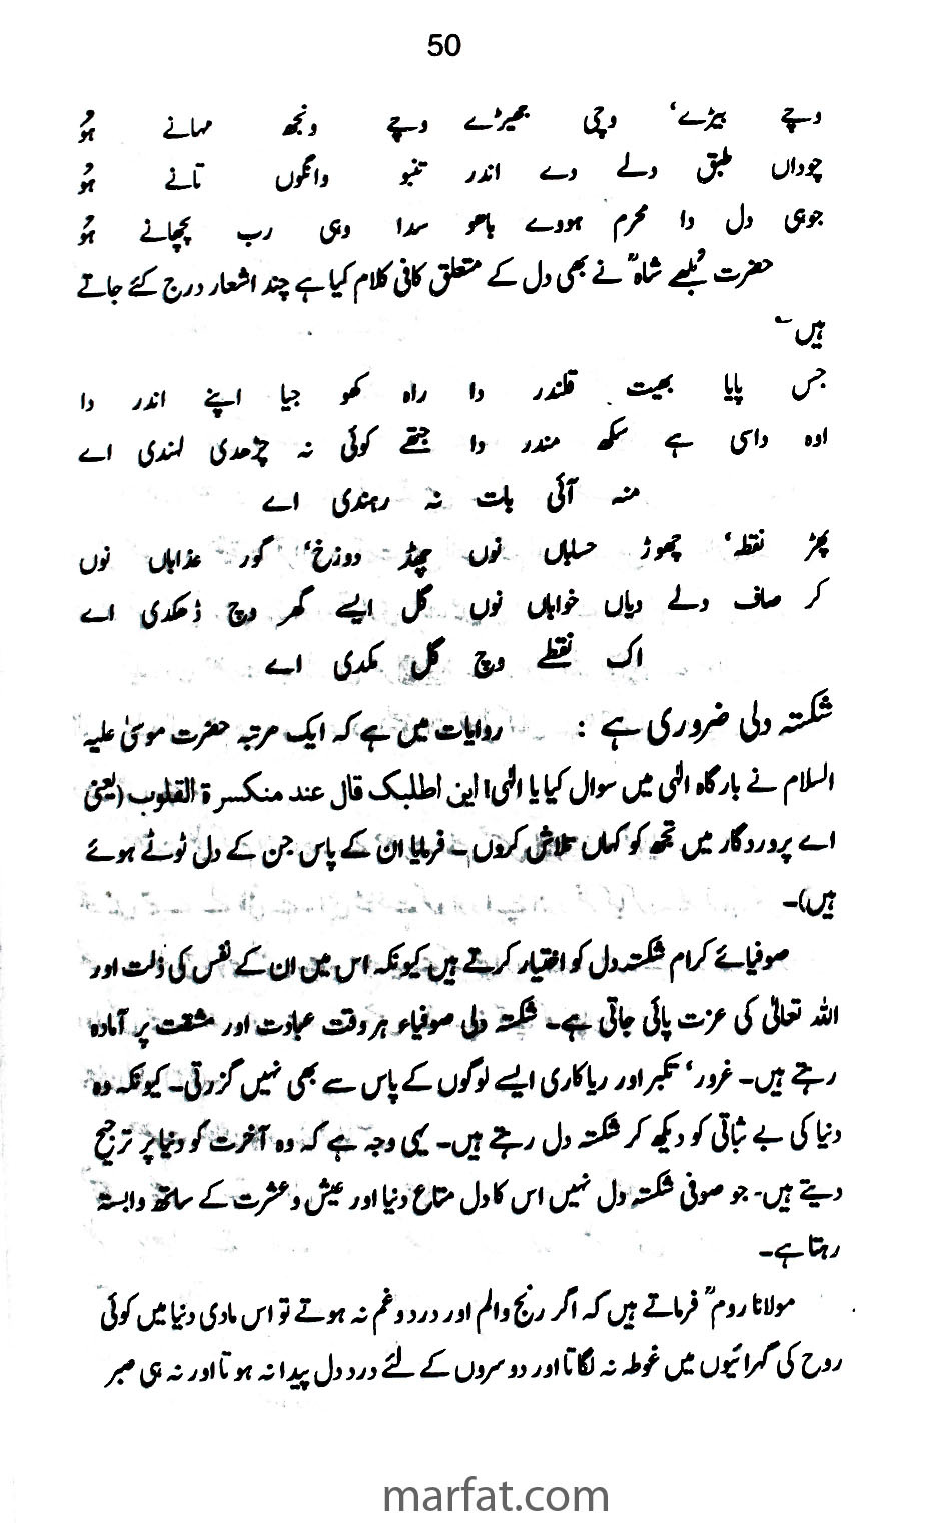 50
وچے بیڑے، وچی جھیڑے وچے ونجھ مہانے ہُو
چوداں طبق دلے دے اندر تنبو وانگوں تانے ہُو
جوہی دل دا محرم ہووے باھو سدا وہی رب پچھانے ہُو
حضرت بُلھے شاہؒ نے بھی دل کے متعلق کافی کلام کیا ہے چند اشعار درج کئے جاتے
ہیں ؎
جس پایا بھیت قلندر دا راہ کھو جیا اپنے اندر دا
اوہ داسی ہے سکھ مندر دا جتھے کوئی نہ چڑھدی لہندی اے
منہ آئی بات نہ رہندی اے
پڑ نقطہ، چھوڑ حساباں نوں چھڈ دوزخ، گور عذاباں نوں
کر صاف دلے دیاں خواباں نوں گل ایسے گھر وچ ڈھکدی اے
اک نقطے وچ گل مکدی اے
شکستہ دلی ضروری ہے : روایات میں ہے کہ ایک مرتبہ حضرت موسیٰ علیہ
السلام نے بارگاہ الٰہی میں سوال کیا یا الٰہی! این اطلبک قال عند منکسرۃ القلوب (یعنی
اے پروردگار میں تجھ کو کہاں تلاش کروں۔ فرمایا ان کے پاس جن کے دل ٹوٹے ہوئے
ہیں)۔
صوفیائے کرام شکستہ دل کو اختیار کرتے ہیں کیونکہ اس میں ان کے نفس کی ذلت اور
اللہ تعالیٰ کی عزت پائی جاتی ہے۔ شکستہ دلی صوفیاء ہر وقت عبادت اور مشقت پر آمادہ
رہتے ہیں۔ غرور، تکبر اور ریاکاری ایسے لوگوں کے پاس سے بھی نہیں گزرتی۔ کیونکہ وہ
دنیا کی بے ثباتی کو دیکھ کر شکستہ دل رہتے ہیں۔ یہی وجہ ہے کہ وہ آخرت کو دنیا پر ترجیح
دیتے ہیں۔ جو صوفی شکستہ دل نہیں اس کا دل متاع دنیا اور عیش و عشرت کے ساتھ وابستہ
رہتا ہے۔
مولانا رومؒ فرماتے ہیں کہ اگر رنج والم اور درد و غم نہ ہوتے تو اس مادی دنیا میں کوئی
روح کی گہرائیوں میں غوطہ نہ لگاتا اور دوسروں کے لئے درد دل پیدا نہ ہوتا اور نہ ہی صبر
marfat.com